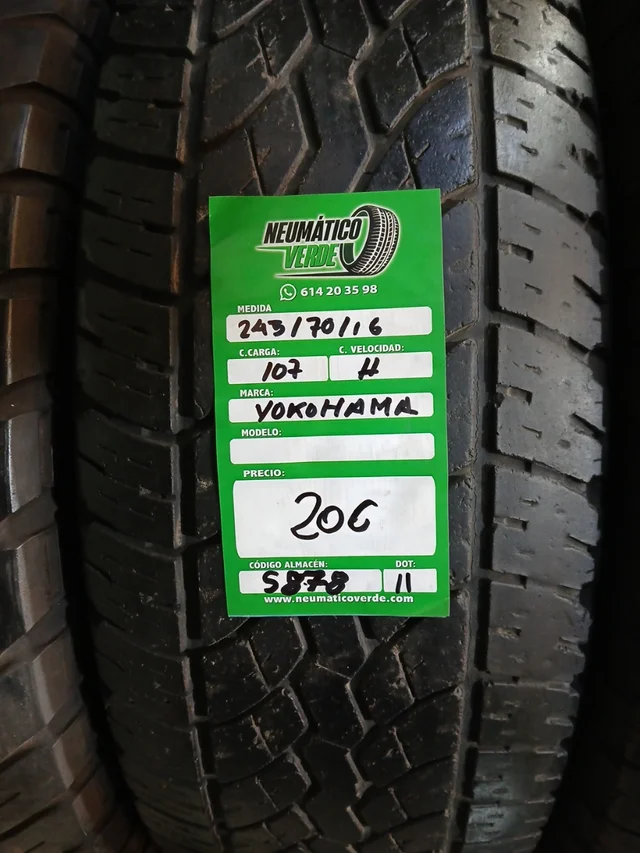 NEUMÁTICO
VERDE
614 20 35 98
MEDIDA
245/70/16
C.CARGA: C. VELOCIDAD:
107 H
MARCA:
YOKOHAMA
MODELO:
PRECIO:
20€
CÓDIGO ALMACÉN: DOT:
S878 11
www.neumaticoverde.com